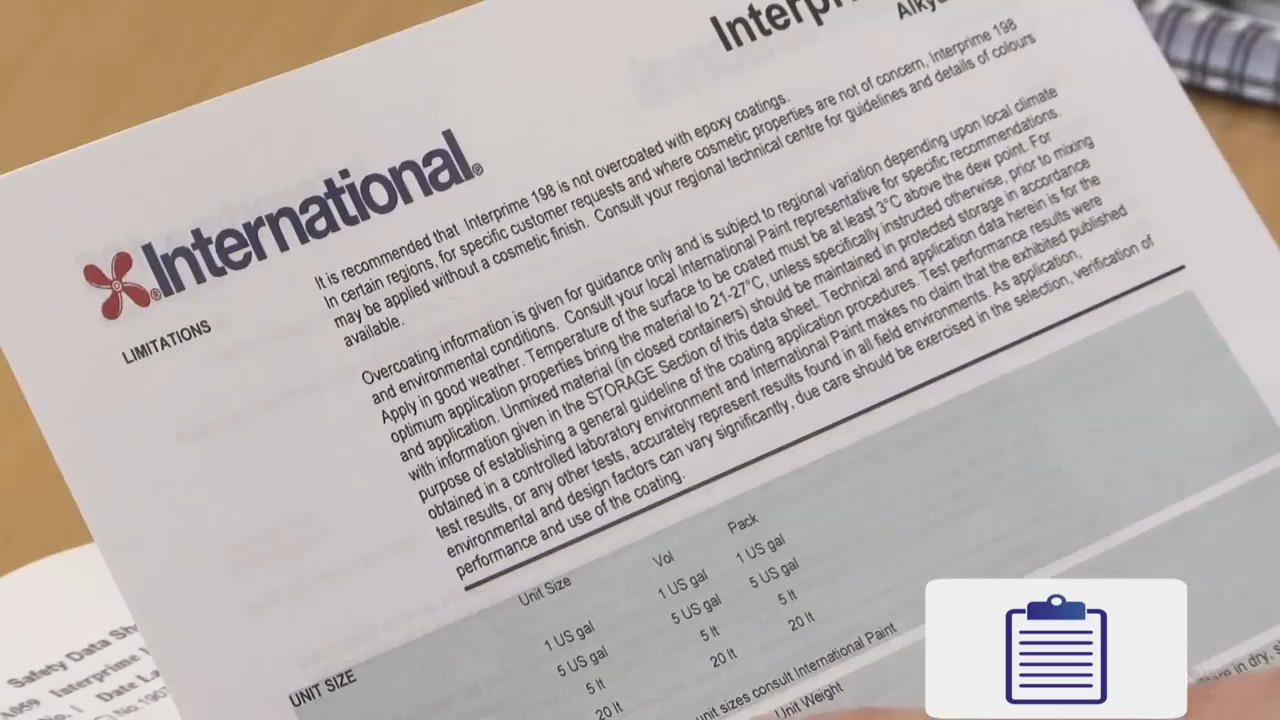 Interpri
Alkyd
International®
LIMITATIONS
It is recommended that Interprime 198 is not overcoated with epoxy coatings.
In certain regions, for specific customer requests and where cosmetic properties are not of concern, Interprime 198
may be applied without a cosmetic finish. Consult your regional technical centre for guidelines and details of colours
available.
Overcoating information is given for guidance only and is subject to regional variation depending upon local climate
and environmental conditions. Consult your local International Paint representative for specific recommendations.
Apply in good weather. Temperature of the surface to be coated must be at least 3°C above the dew point. For
optimum application properties bring the material to 21-27°C, unless specifically instructed otherwise, prior to mixing
and application. Unmixed material (in closed containers) should be maintained in protected storage in accordance
with information given in the STORAGE Section of this data sheet. Technical and application data herein is for the
purpose of establishing a general guideline of the coating application procedures. Test performance results were
obtained in a controlled laboratory environment and International Paint makes no claim that the exhibited published
test results, or any other tests, accurately represent results found in all field environments. As application,
environmental and design factors can vary significantly, due care should be exercised in the selection, verification of
performance and use of the coating.
UNIT SIZE
Unit Size Vol Pack
1 US gal 1 US gal 1 US gal
5 US gal 5 US gal 5 US gal
5 lt 5 lt 5 lt
20 lt 20 lt 20 lt
unit sizes consult International Paint
Unit Weight
in dry,
Safety Data Sh
Interprime
Date La